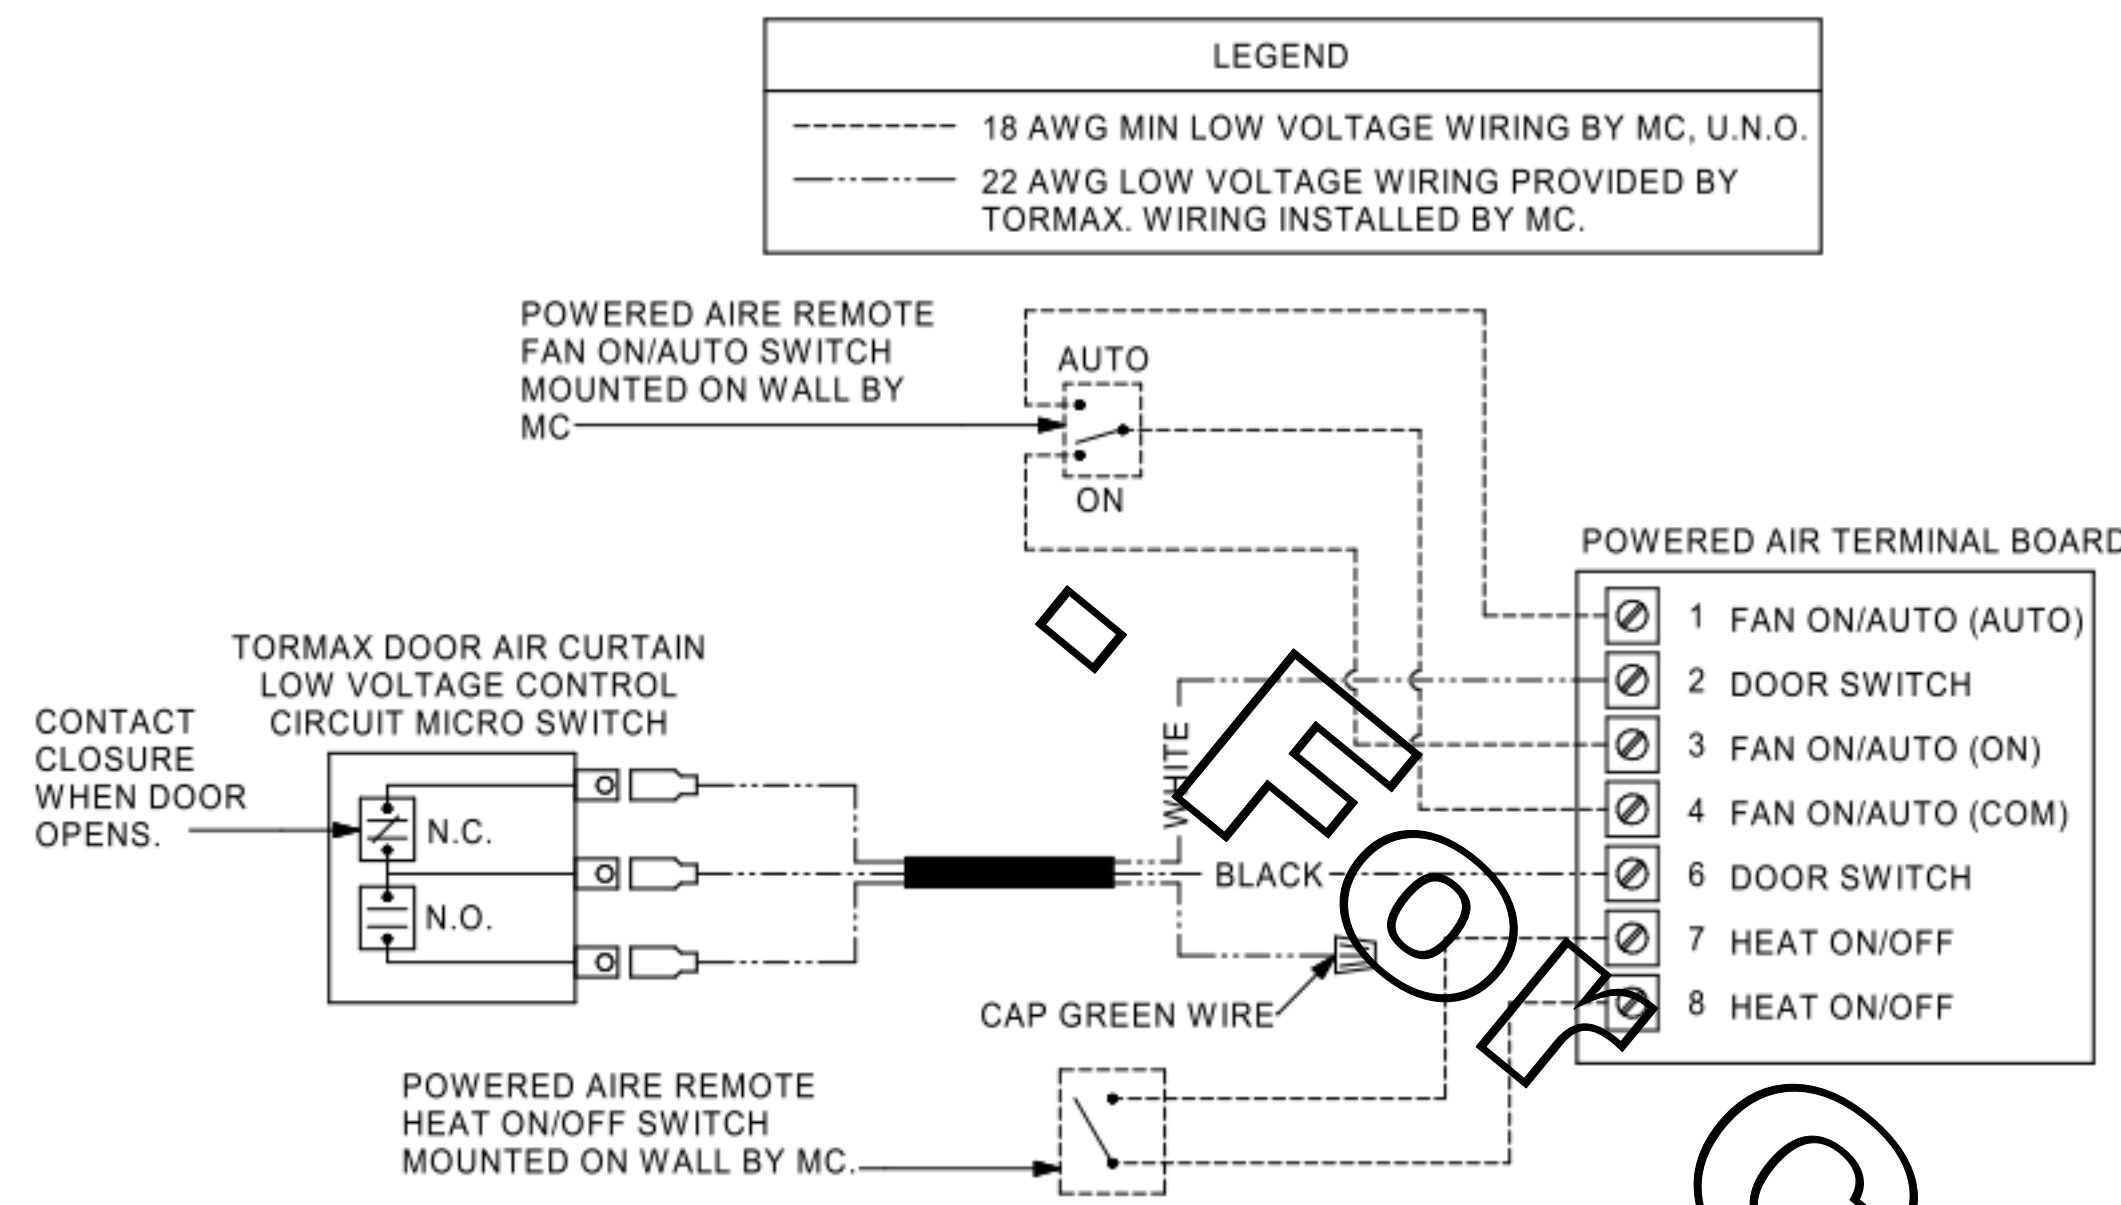 LEGEND
18 AWG MIN LOW VOLTAGE WIRING BY MC, U.N.O.
22 AWG LOW VOLTAGE WIRING PROVIDED BY
TORMAX. WIRING INSTALLED BY MC.
POWERED AIRE REMOTE
FAN ON/AUTO SWITCH
MOUNTED ON WALL BY
MC
AUTO
ON
POWERED AIR TERMINAL BOARD
1 FAN ON/AUTO (AUTO)
2 DOOR SWITCH
3 FAN ON/AUTO (ON)
4 FAN ON/AUTO (COM)
6 DOOR SWITCH
7 HEAT ON/OFF
8 HEAT ON/OFF
TORMAX DOOR AIR CURTAIN
LOW VOLTAGE CONTROL
CIRCUIT MICRO SWITCH
CONTACT
CLOSURE
WHEN DOOR
OPENS.
N.C.
N.O.
WHITE
BLACK
CAP GREEN WIRE
POWERED AIRE REMOTE
HEAT ON/OFF SWITCH
MOUNTED ON WALL BY MC.